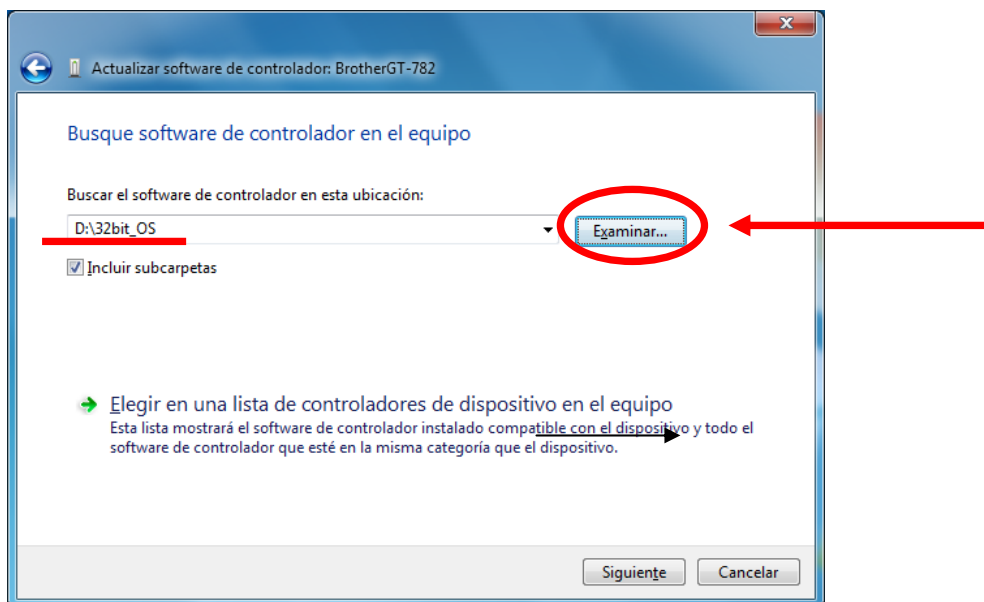 Actualizar software de controlador: BrotherGT-782
Busque software de controlador en el equipo
Buscar el software de controlador en esta ubicación:
D:\32bit_OS
Examinar...
Incluir subcarpetas
Elegir en una lista de controladores de dispositivo en el equipo
Esta lista mostrará el software de controlador instalado compatible con el dispositivo y todo el
software de controlador que esté en la misma categoría que el dispositivo.
Siguiente
Cancelar